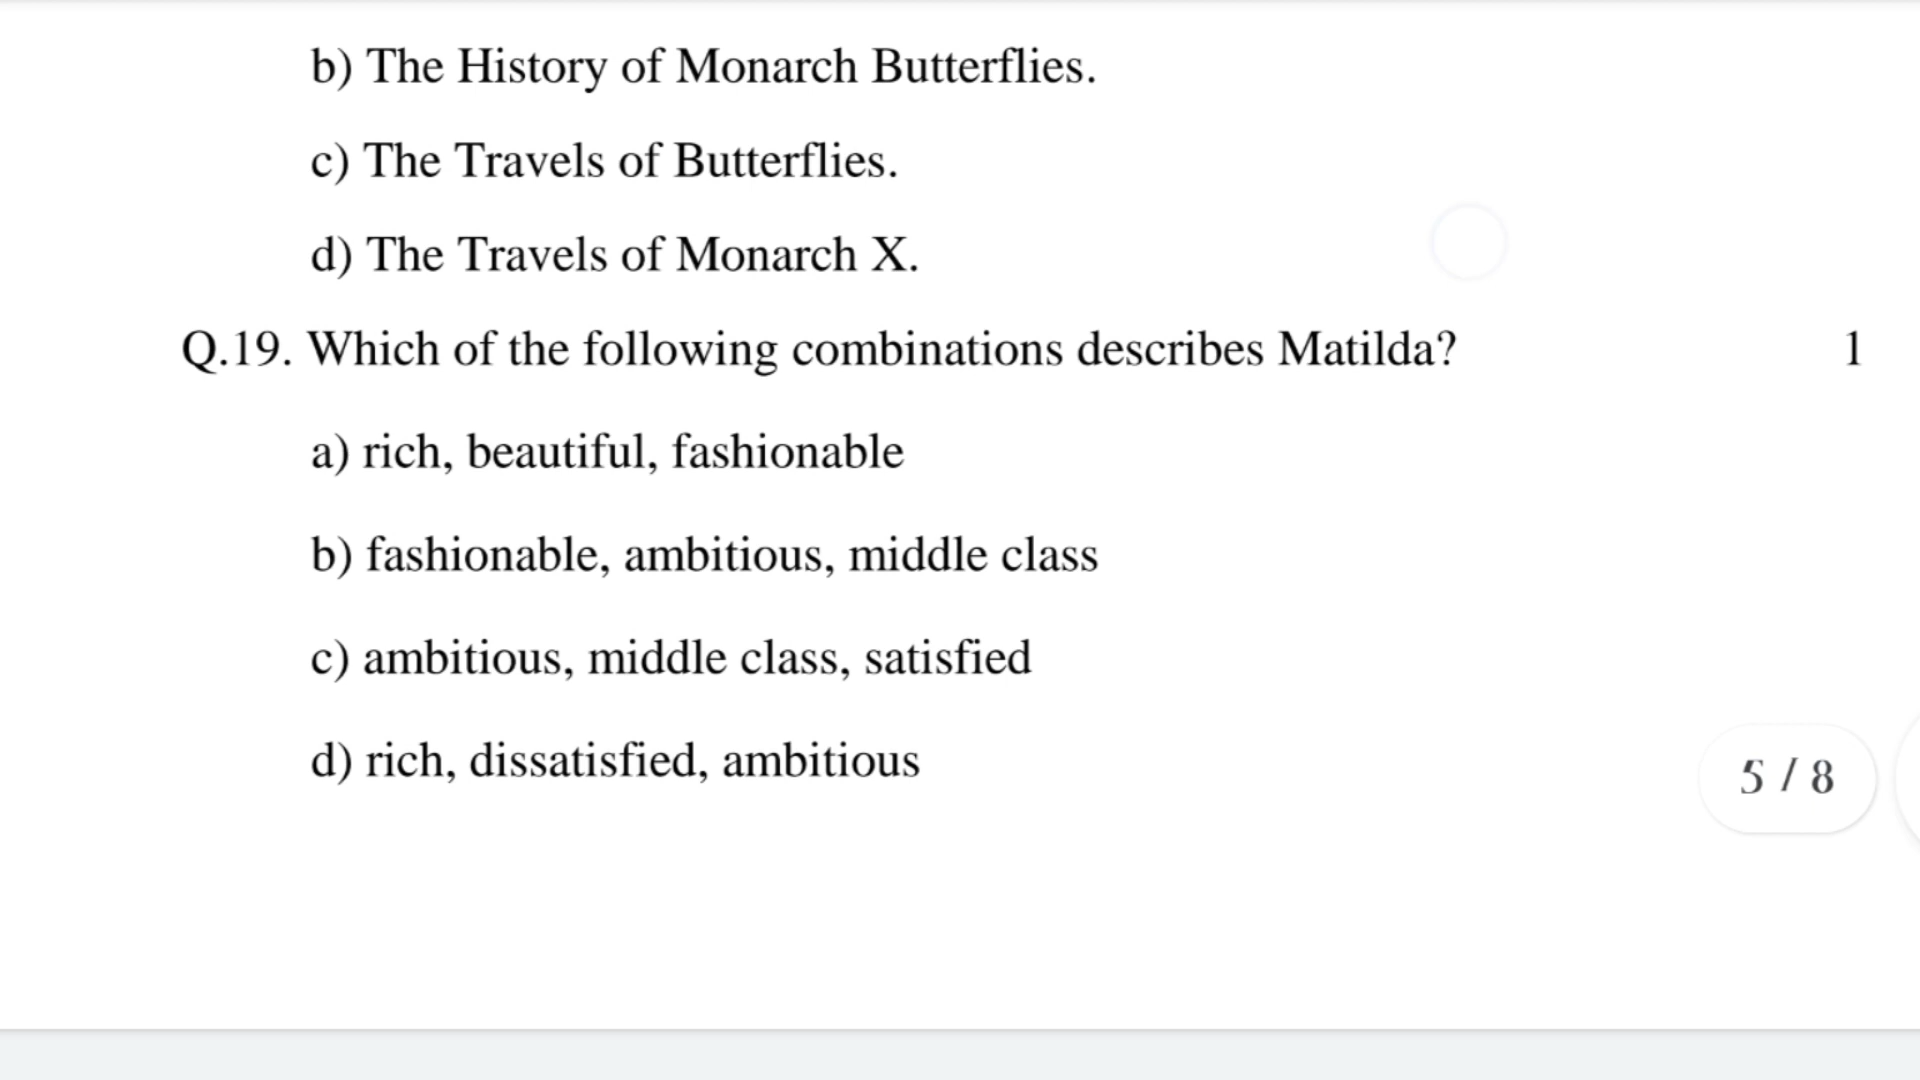 b) The History of Monarch Butterflies.
c) The Travels of Butterflies.
d) The Travels of Monarch X.
Q.19. Which of the following combinations describes Matilda? 1
a) rich, beautiful, fashionable
b) fashionable, ambitious, middle class
c) ambitious, middle class, satisfied
d) rich, dissatisfied, ambitious
5 / 8